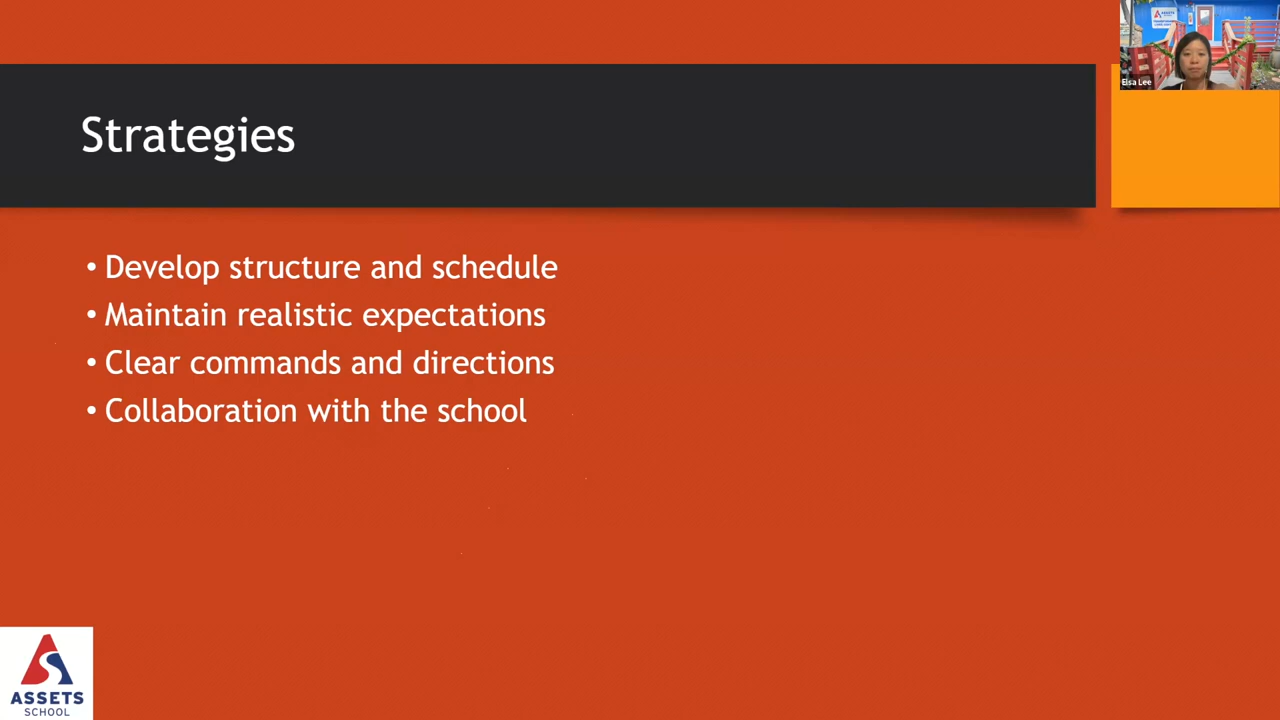 Strategies
• Develop structure and schedule
• Maintain realistic expectations
• Clear commands and directions
• Collaboration with the school
ASSETS
SCHOOL
ASSETS
Elsa Lee